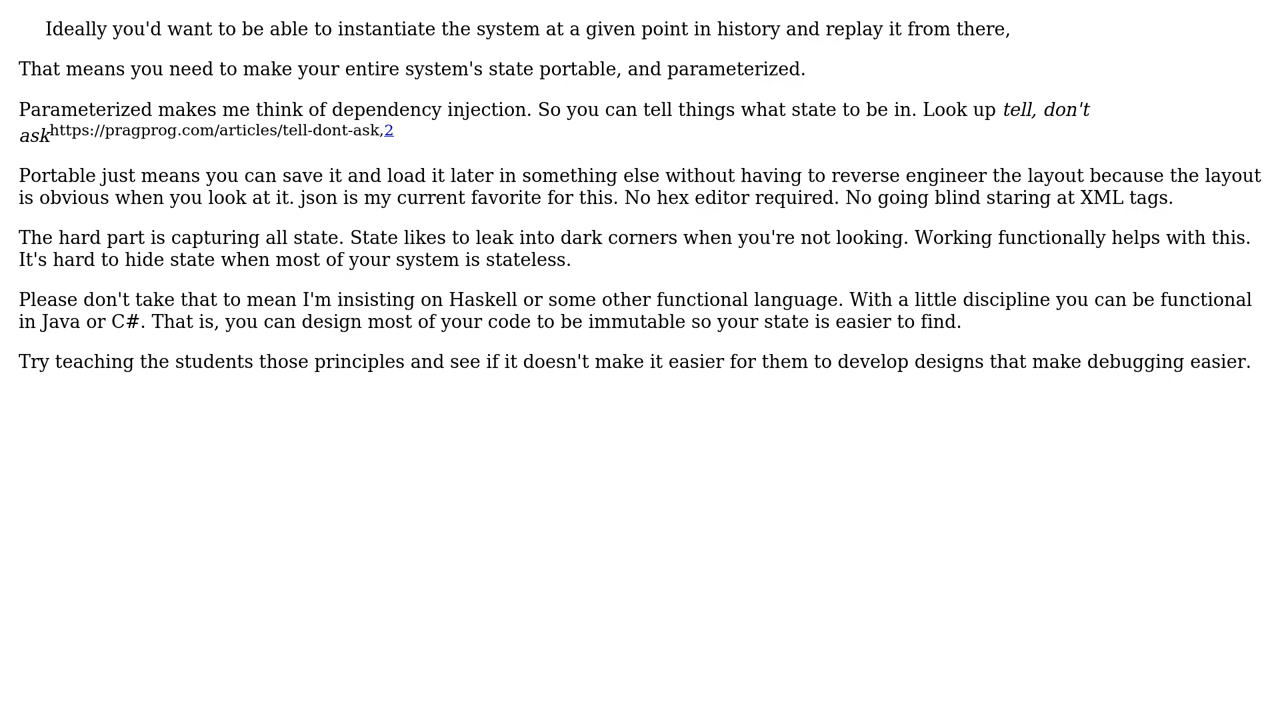 Ideally you'd want to be able to instantiate the system at a given point in history and replay it from there,
That means you need to make your entire system's state portable, and parameterized.
Parameterized makes me think of dependency injection. So you can tell things what state to be in. Look up tell, don't
askhttps://pragprog.com/articles/tell-dont-ask,2
Portable just means you can save it and load it later in something else without having to reverse engineer the layout because the layout
is obvious when you look at it. json is my current favorite for this. No hex editor required. No going blind staring at XML tags.
The hard part is capturing all state. State likes to leak into dark corners when you're not looking. Working functionally helps with this.
It's hard to hide state when most of your system is stateless.
Please don't take that to mean I'm insisting on Haskell or some other functional language. With a little discipline you can be functional
in Java or C#. That is, you can design most of your code to be immutable so your state is easier to find.
Try teaching the students those principles and see if it doesn't make it easier for them to develop designs that make debugging easier.